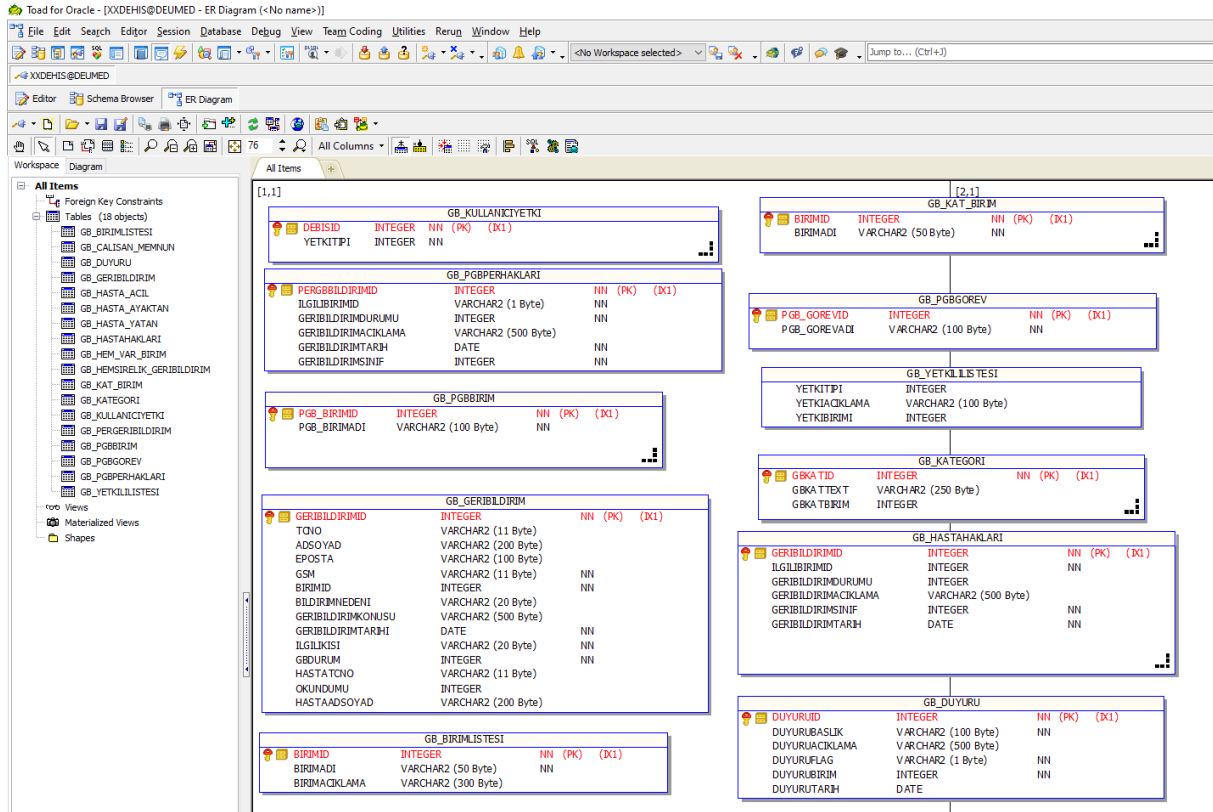 Toad for Oracle - [XXDEHIS@DEUMED - ER Diagram (<No name>)]
File Edit Search Editor Session Database Debug View Team Coding Utilities Rerun Window Help
<No Workspace selected> Jump to... (Ctrl+J)
XXDEHIS@DEUMED
Editor Schema Browser ER Diagram
76 All Columns
Workspace Diagram
All Items
Foreign Key Constraints
Tables (18 objects)
GB_BIRIMLISTESI
GB_CALISAN_MEMNUN
GB_DUYURU
GB_GERIBILDIRIM
GB_HASTA_ACIL
GB_HASTA_AYAKTAN
GB_HASTA_YATAN
GB_HASTAHAKLARI
GB_HEM_VAR_BIRIM
GB_HEMSIRELIK_GERIBILDIRIM
GB_KAT_BIRIM
GB_KATEGORI
GB_KULLANICIYETKI
GB_PERGERIBILDIRIM
GB_PGBBIRIM
GB_PGBGOREV
GB_PGBPERHAKLARI
GB_YETKILILISTESI
Views
Materialized Views
Shapes
All Items
[1,1]
GB_KULLANICIYETKI
DEBISID INTEGER NN (PK) (IX1)
YETKITIPI INTEGER NN
GB_PGBPERHAKLARI
PERGBBILDIRIMID INTEGER NN (PK) (IX1)
ILGILIBIRIMID VARCHAR2 (1 Byte) NN
GERIBILDIRIMDURUMU INTEGER NN
GERIBILDIRIMACIKLAMA VARCHAR2 (500 Byte)
GERIBILDIRIMTARIH DATE NN
GERIBILDIRIMSINIF INTEGER NN
GB_PGBBIRIM
PGB_BIRIMID INTEGER NN (PK) (IX1)
PGB_BIRIMADI VARCHAR2 (100 Byte) NN
GB_GERIBILDIRIM
GERIBILDIRIMID INTEGER NN (PK) (IX1)
TCNO VARCHAR2 (11 Byte)
ADSOYAD VARCHAR2 (200 Byte)
EPOSTA VARCHAR2 (100 Byte)
GSM VARCHAR2 (11 Byte) NN
BIRIMID INTEGER NN
BILDIRIMNEDENI VARCHAR2 (20 Byte)
GERIBILDIRIMKONUSU VARCHAR2 (500 Byte)
GERIBILDIRIMTARIHI DATE NN
ILGILIKISI VARCHAR2 (20 Byte) NN
GBDURUM INTEGER NN
HASTATCNO VARCHAR2 (11 Byte)
OKUNDUMU INTEGER
HASTAADSOYAD VARCHAR2 (200 Byte)
GB_BIRIMLISTESI
BIRIMID INTEGER NN (PK) (IX1)
BIRIMADI VARCHAR2 (50 Byte) NN
BIRIMACIKLAMA VARCHAR2 (300 Byte)
[2,1]
GB_KAT_BIRIM
BIRIMID INTEGER NN (PK) (IX1)
BIRIMADI VARCHAR2 (50 Byte) NN
GB_PGBGOREV
PGB_GOREVID INTEGER NN (PK) (IX1)
PGB_GOREVADI VARCHAR2 (100 Byte) NN
GB_YETKILILISTESI
YETKITIPI INTEGER
YETKIACIKLAMA VARCHAR2 (100 Byte)
YETKIBIRIMI INTEGER
GB_KATEGORI
GBKATID INTEGER NN (PK) (IX1)
GBKATTEXT VARCHAR2 (250 Byte)
GBKATBIRIM INTEGER
GB_HASTAHAKLARI
GERIBILDIRIMID INTEGER NN (PK) (IX1)
ILGILIBIRIMID INTEGER NN
GERIBILDIRIMDURUMU INTEGER
GERIBILDIRIMACIKLAMA VARCHAR2 (500 Byte)
GERIBILDIRIMSINIF INTEGER NN
GERIBILDIRIMTARIH DATE NN
GB_DUYURU
DUYURUID INTEGER NN (PK) (IX1)
DUYURUBASLIK VARCHAR2 (100 Byte) NN
DUYURUACIKLAMA VARCHAR2 (500 Byte)
DUYURUFLAG VARCHAR2 (1 Byte) NN
DUYURUBIRIM INTEGER NN
DUYURUTARIH DATE